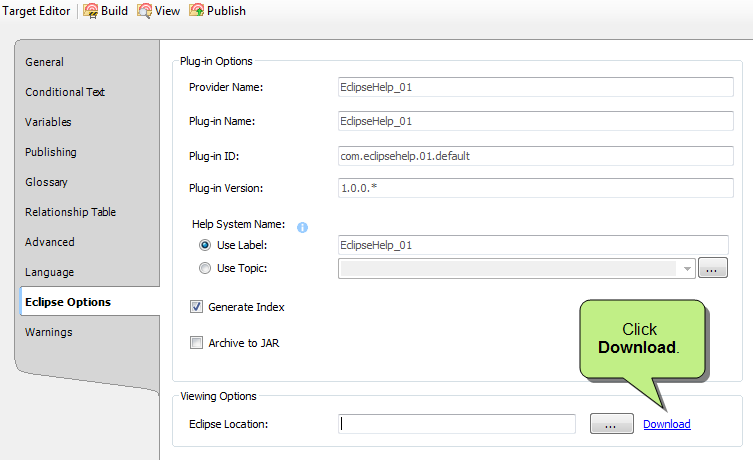 Target Editor Build View Publish
General
Conditional Text
Variables
Publishing
Glossary
Relationship Table
Advanced
Language
Eclipse Options
Warnings
Plug-in Options
Provider Name: EclipseHelp_01
Plug-in Name: EclipseHelp_01
Plug-in ID: com.eclipsehelp.01.default
Plug-in Version: 1.0.0.*
Help System Name:
Use Label: EclipseHelp_01
Use Topic: ...
Generate Index
Archive to JAR
Click
Download.
Viewing Options
Eclipse Location: ... Download